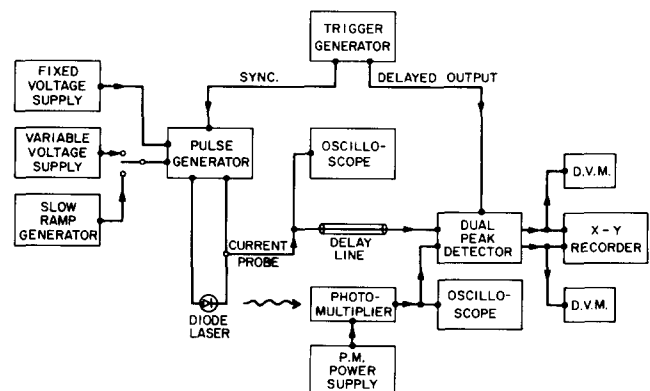 TRIGGER
GENERATOR
SYNC.
DELAYED OUTPUT
FIXED
VOLTAGE
SUPPLY
VARIABLE
VOLTAGE
SUPPLY
SLOW
RAMP
GENERATOR
PULSE
GENERATOR
OSCILLO-
SCOPE
CURRENT
PROBE
DELAY
LINE
DUAL
PEAK
DETECTOR
D.V.M.
X-Y
RECORDER
D.V.M.
DIODE
LASER
PHOTO-
MULTIPLIER
OSCILLO-
SCOPE
P.M.
POWER
SUPPLY